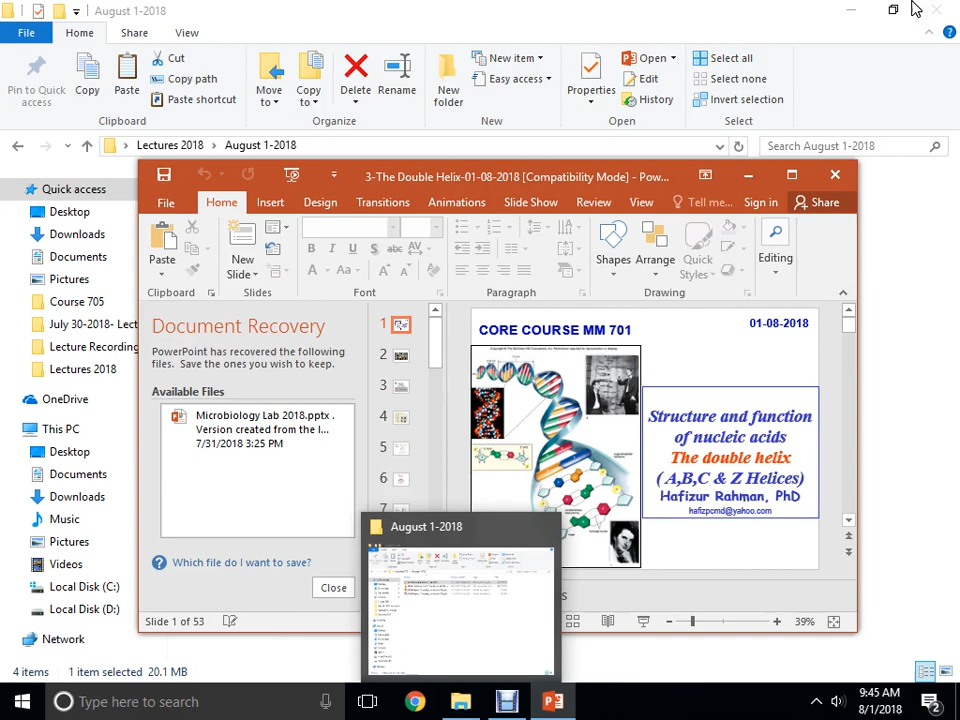 August 1-2018
File Home Share View
Pin to Quick access
Copy
Paste
Cut
Copy path
Paste shortcut
Clipboard
Move to
Copy to
Delete
Rename
Organize
New folder
New item
Easy access
New
Properties
Open
Edit
History
Open
Select all
Select none
Invert selection
Select
Lectures 2018 > August 1-2018
Search August 1-2018
Quick access
Desktop
Downloads
Documents
Pictures
Course 705
July 30-2018- Lect
Lecture Recording
Lectures 2018
OneDrive
This PC
Desktop
Documents
Downloads
Music
Pictures
Videos
Local Disk (C:)
Local Disk (D:)
Network
4 items 1 item selected 20.1 MB
3-The Double Helix-01-08-2018 [Compatibility Mode] - Pow...
File Home Insert Design Transitions Animations Slide Show Review View Tell me... Sign in Share
Paste
Clipboard
New Slide
Slides
B I U S abc AV
A Aa A A
Font
Paragraph
Shapes
Arrange
Quick Styles
Drawing
Editing
Document Recovery
PowerPoint has recovered the following
files. Save the ones you wish to keep.
Available Files
Microbiology Lab 2018.pptx .
Version created from the l...
7/31/2018 3:25 PM
Which file do I want to save?
Close
1
2
3
4
5
6
7
CORE COURSE MM 701
01-08-2018
Structure and function
of nucleic acids
The double helix
( A,B,C & Z Helices)
Hafizur Rahman, PhD
hafizpcmd@yahoo.com
Slide 1 of 53
39%
August 1-2018
Type here to search
9:45 AM
8/1/2018
2